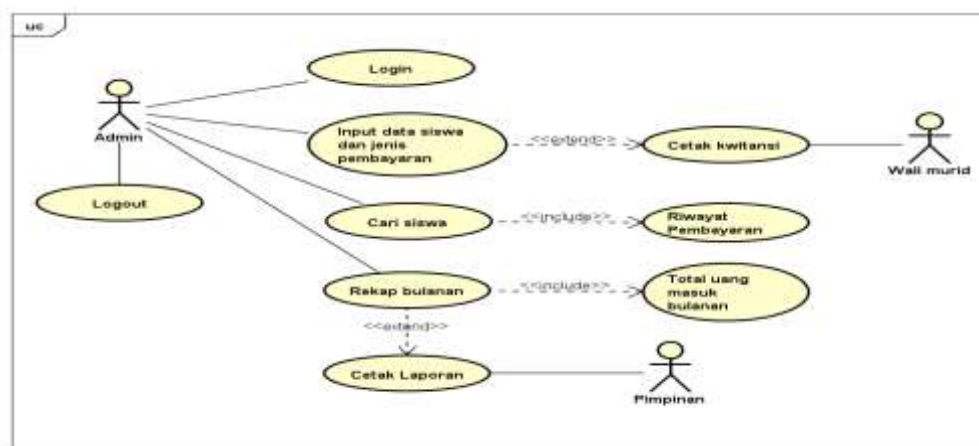 uc
Login
Admin
Input data siswa
dan jenis
pembayaran
<<extend>>
Cetak kwitansi
Wali murid
Logout
Cari siswa
<<include>>
Riwayat
Pembayaran
Rekap bulanan
<<include>>
Total uang
masuk
bulanan
<<extend>>
Cetak Laporan
Pimpinan